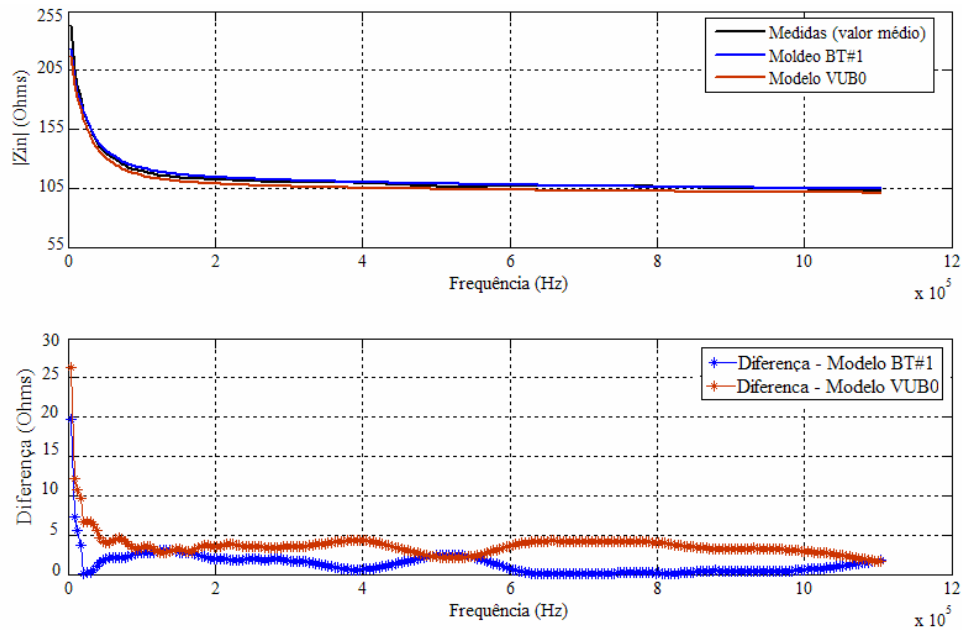 255
205
155
105
55
|Zin| (Ohms)
Medidas (valor médio)
Moldeo BT#1
Modelo VUB0
0 2 4 6 8 10 12
Frequência (Hz)
x 10^5
30
25
20
15
10
5
0
Diferença (Ohms)
Diferença - Modelo BT#1
Diferenca - Modelo VUB0
0 2 4 6 8 10 12
Frequência (Hz)
x 10^5